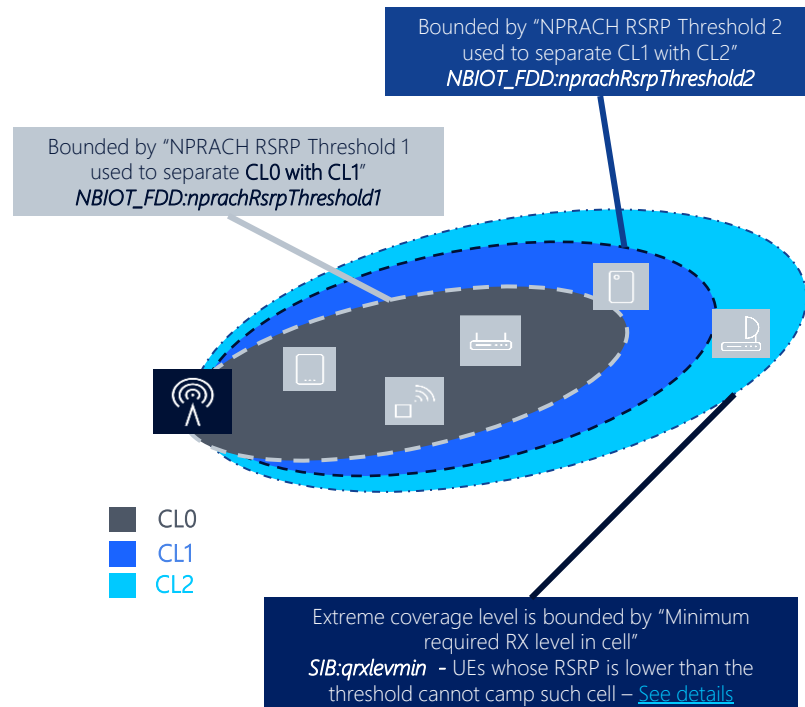 Bounded by “NPRACH RSRP Threshold 2
used to separate CL1 with CL2”
NBIOT_FDD:nprachRsrpThreshold2
Bounded by “NPRACH RSRP Threshold 1
used to separate CL0 with CL1”
NBIOT_FDD:nprachRsrpThreshold1
CL0
CL1
CL2
Extreme coverage level is bounded by “Minimum
required RX level in cell”
SIB:qrxlevmin - UEs whose RSRP is lower than the
threshold cannot camp such cell – See details